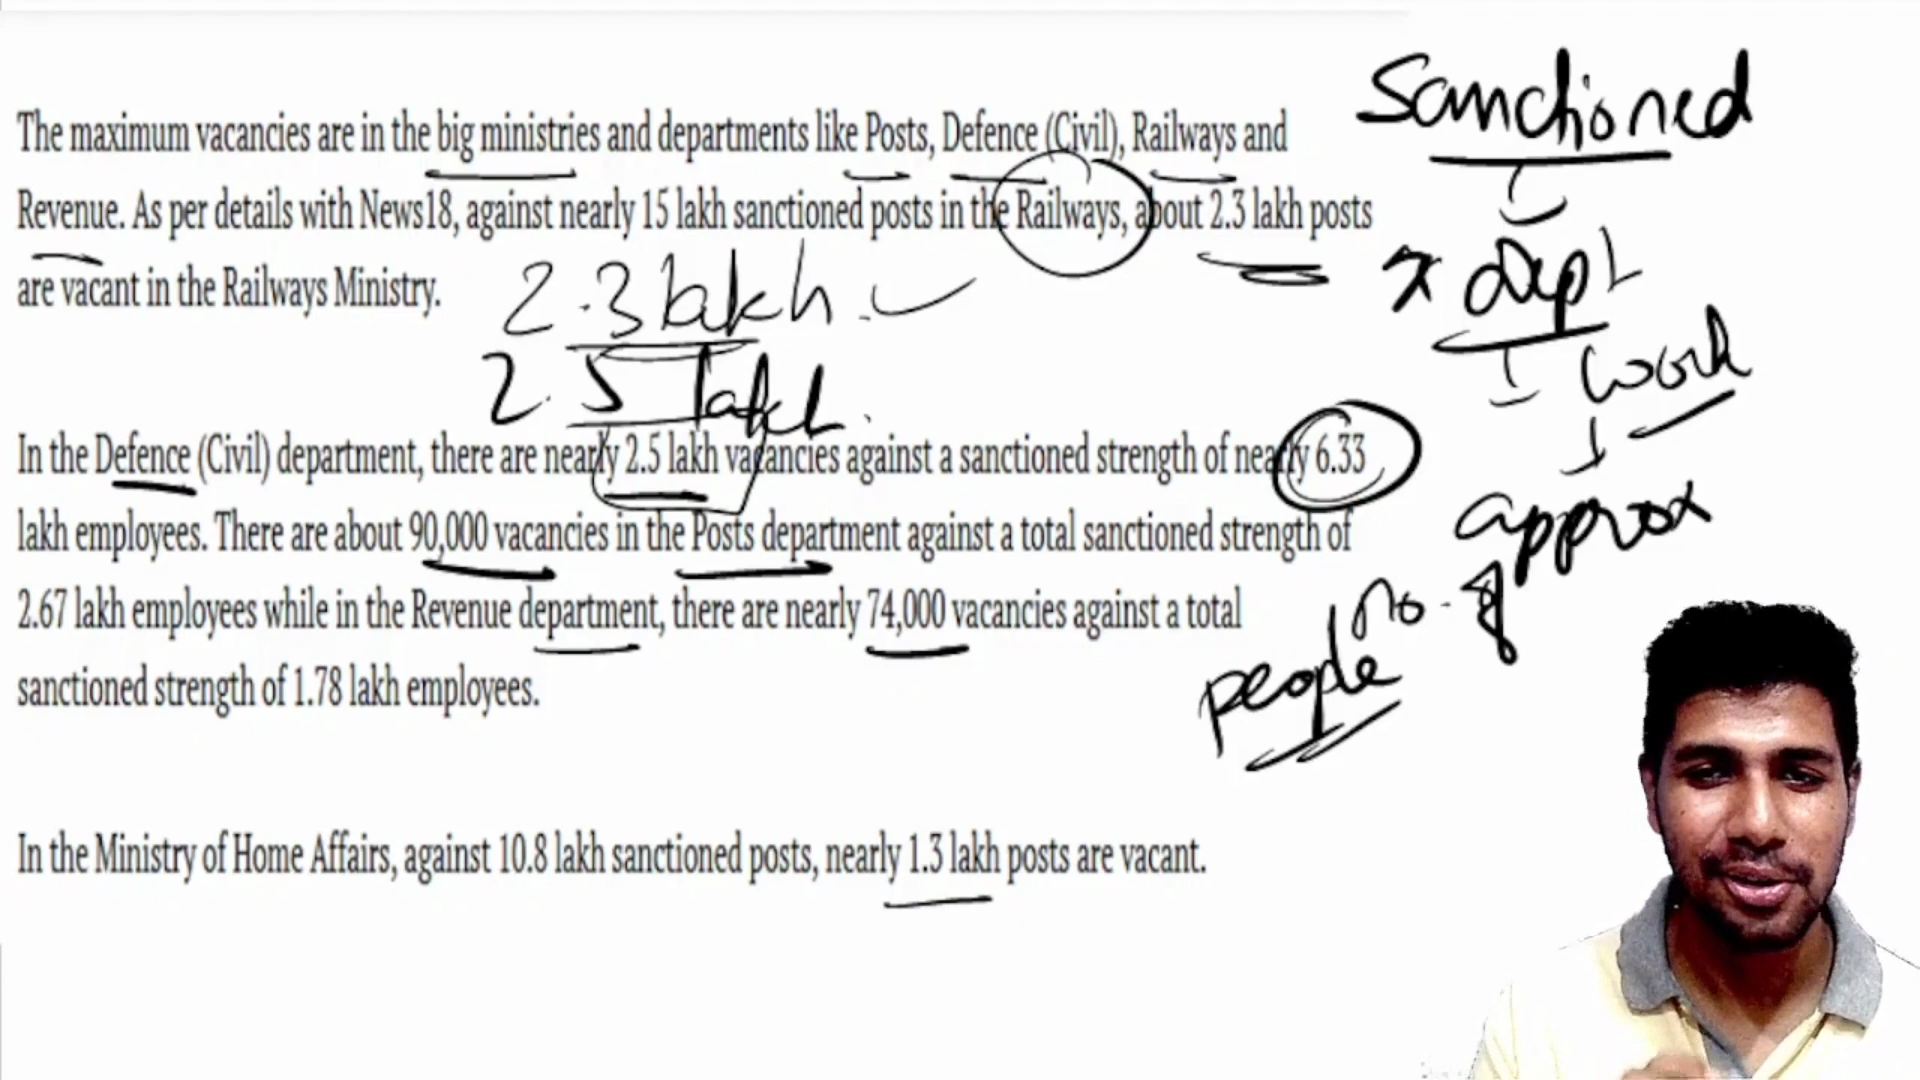 The maximum vacancies are in the big ministries and departments like Posts, Defence (Civil), Railways and
Revenue. As per details with News18, against nearly 15 lakh sanctioned posts in the Railways, about 2.3 lakh posts
are vacant in the Railways Ministry.
2.3 lakh
2.5 lakh
In the Defence (Civil) department, there are nearly 2.5 lakh vacancies against a sanctioned strength of nearly 6.33
lakh employees. There are about 90,000 vacancies in the Posts department against a total sanctioned strength of
2.67 lakh employees while in the Revenue department, there are nearly 74,000 vacancies against a total
sanctioned strength of 1.78 lakh employees.
In the Ministry of Home Affairs, against 10.8 lakh sanctioned posts, nearly 1.3 lakh posts are vacant.
Sanctioned
x dept
work
approx
no. of
people